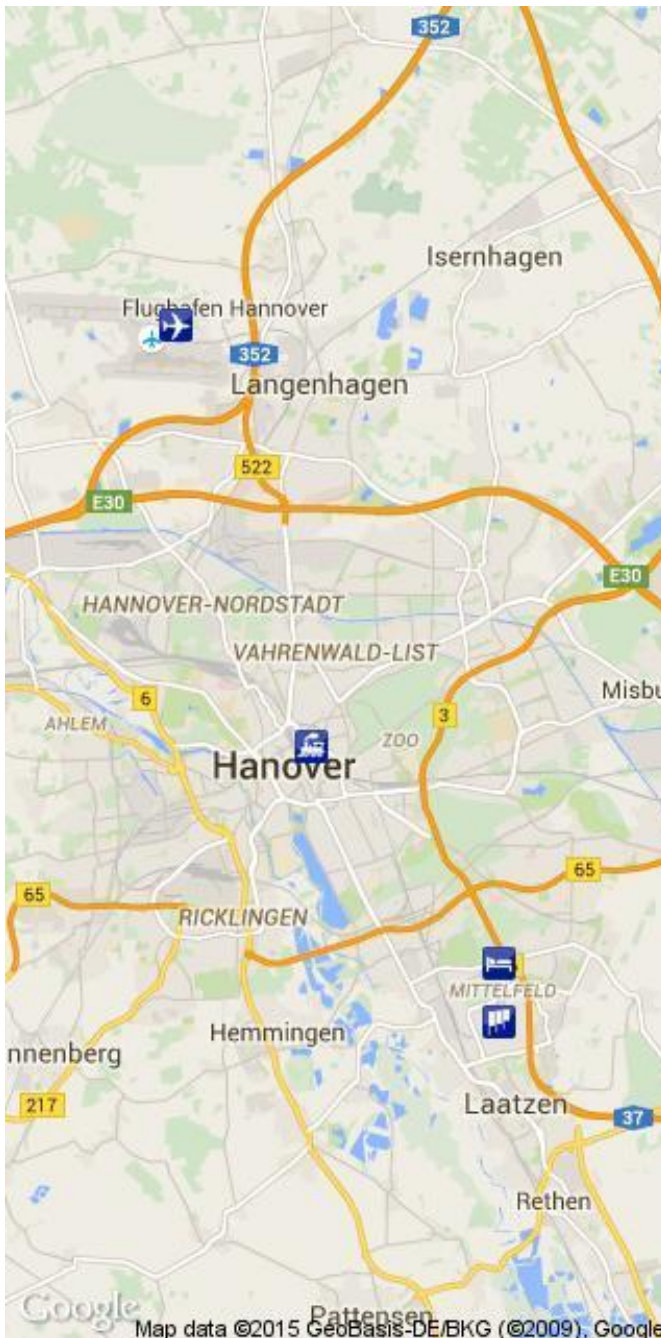 352
Isernhagen
Flughafen Hannover
352
Langenhagen
522
E30
E30
HANNOVER-NORDSTADT
VAHRENWALD-LIST
Misbu
6
3
AHLEM
ZOO
Hanover
65
65
RICKLINGEN
MITTELFELD
Hemmingen
nnenberg
217
Laatzen
37
Rethen
Google
Pattensen
Map data ©2015 GeoBasis-DE/BKG (©2009), Google